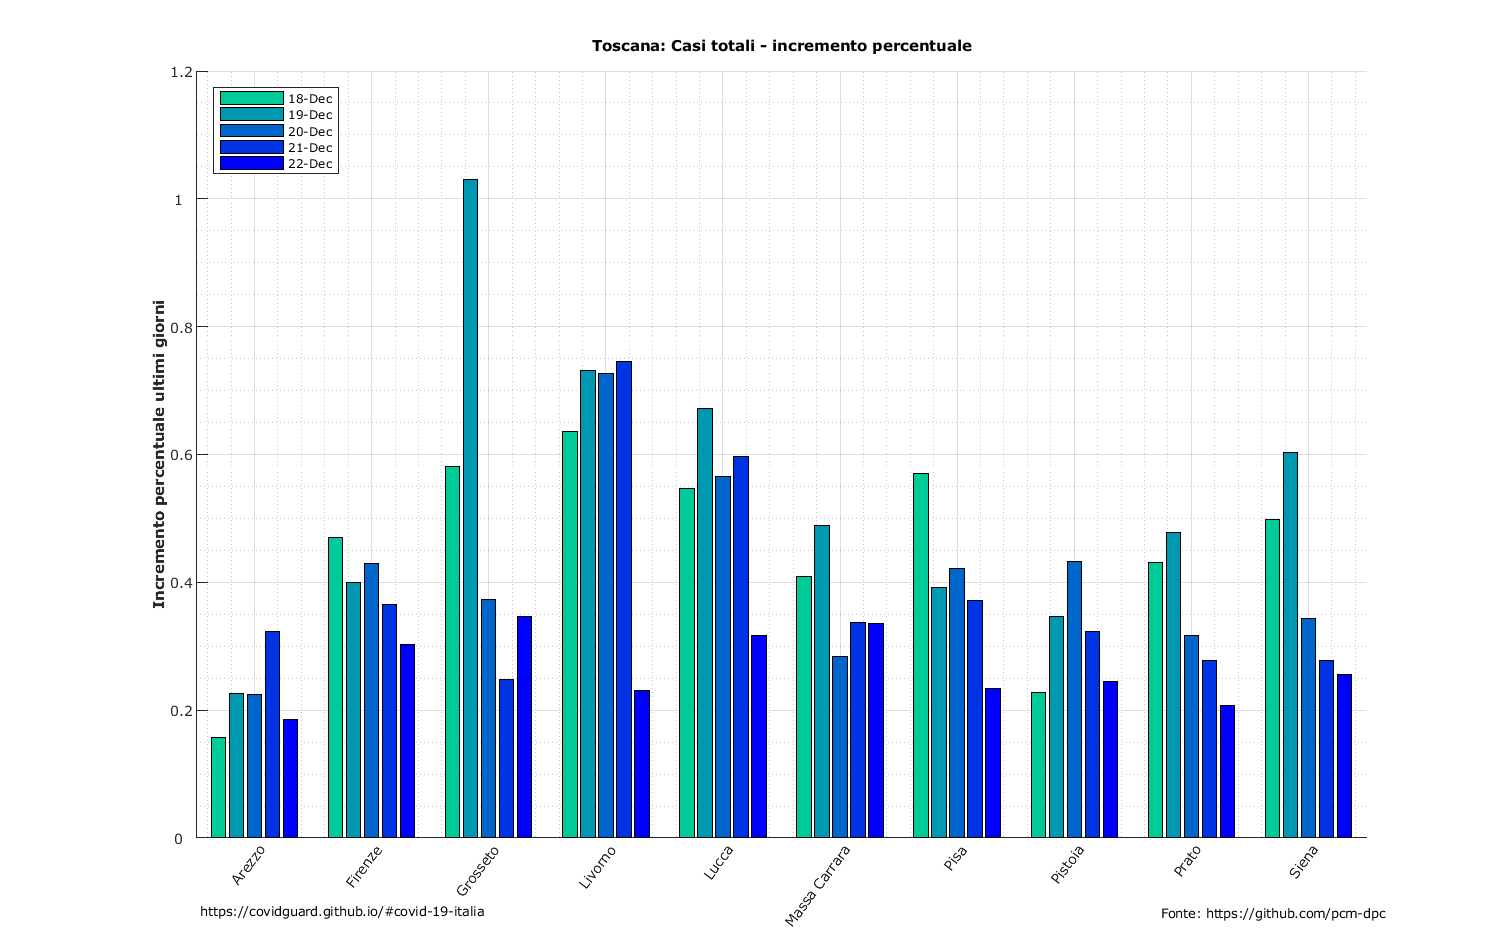 Toscana: Casi totali - incremento percentuale
1.2
1
0.8
0.6
0.4
0.2
0
Incremento percentuale ultimi giorni
18-Dec
19-Dec
20-Dec
21-Dec
22-Dec
Arezzo
Firenze
Grosseto
Livorno
Lucca
Massa Carrara
Pisa
Pistoia
Prato
Siena
https://covidguard.github.io/#covid-19-italia
Fonte: https://github.com/pcm-dpc